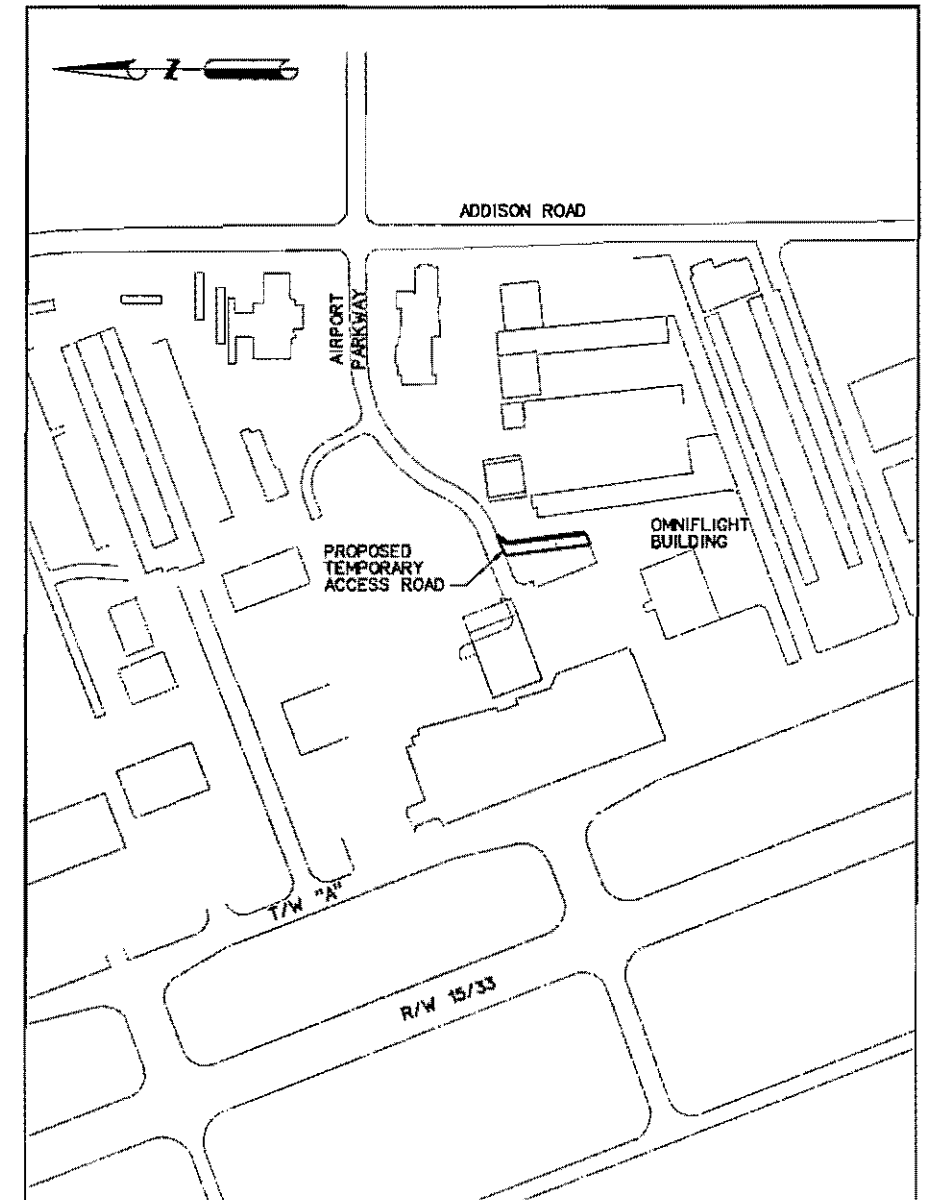 N
ADDISON ROAD
AIRPORT
PARKWAY
OMNIFLIGHT
BUILDING
PROPOSED
TEMPORARY
ACCESS ROAD
T/W "A"
R/W 15/33